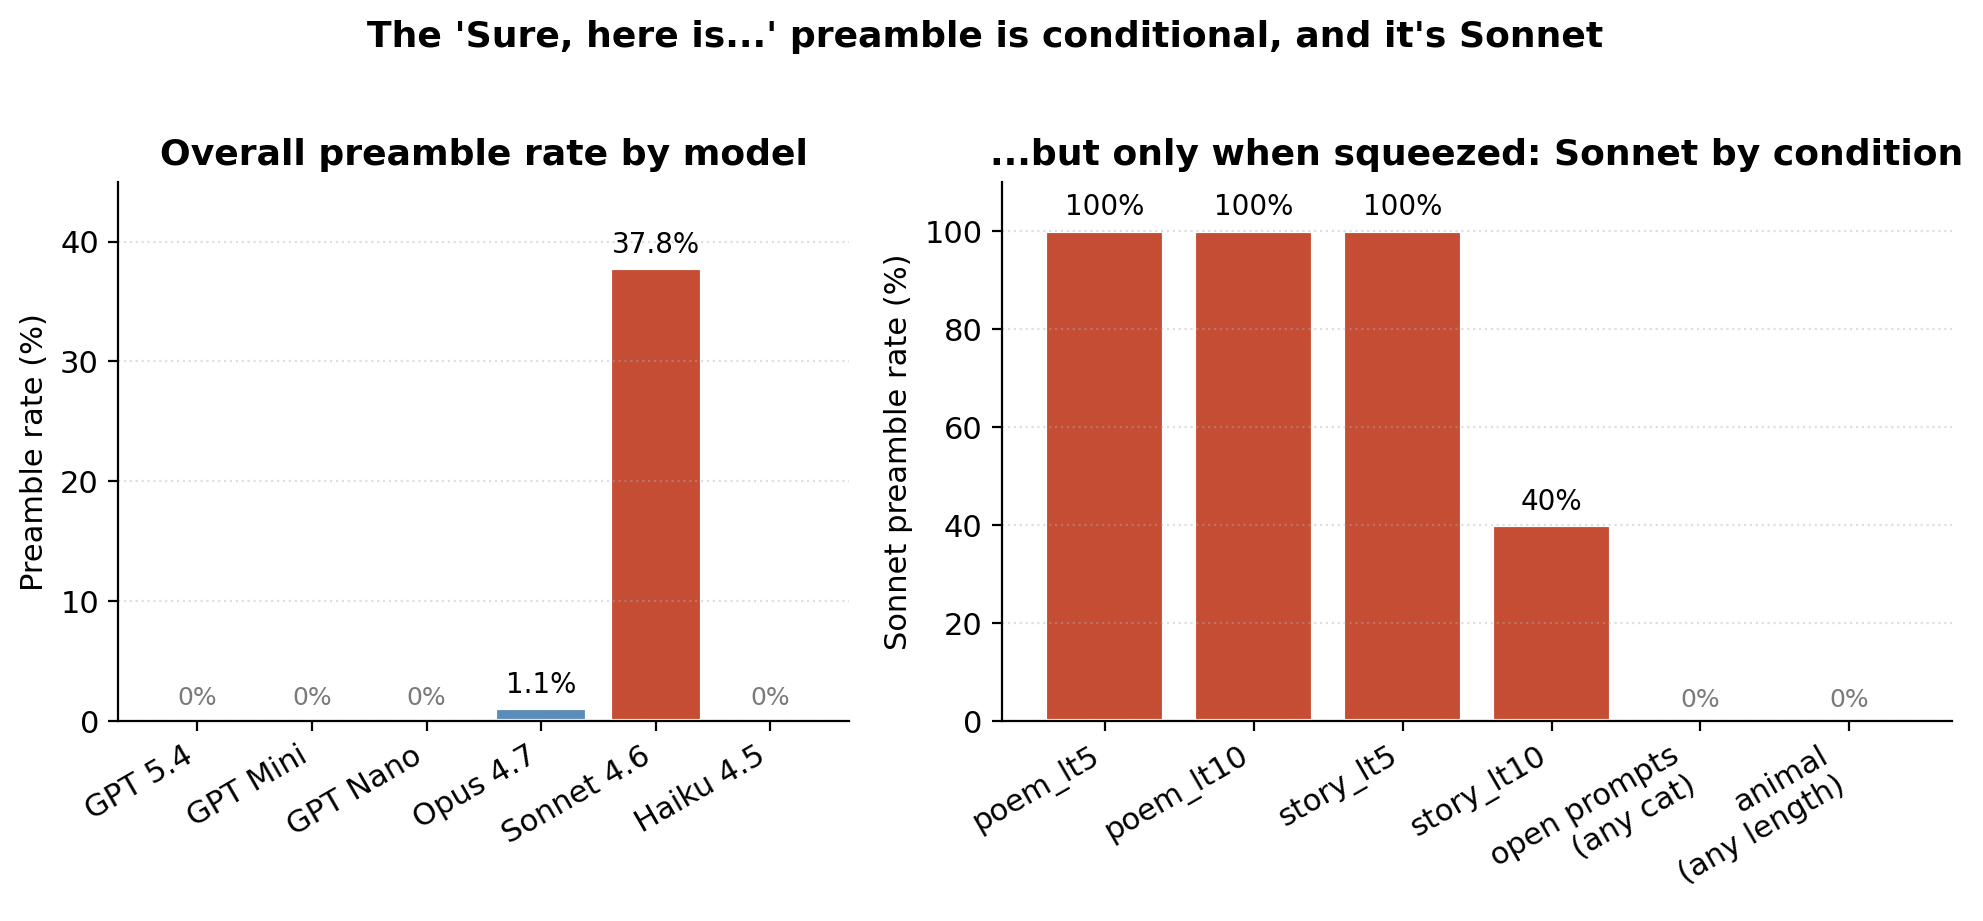 The 'Sure, here is...' preamble is conditional, and it's Sonnet
Overall preamble rate by model
Preamble rate (%)
40
30
20
10
0
0%
0%
0%
1.1%
37.8%
0%
GPT 5.4
GPT Mini
GPT Nano
Opus 4.7
Sonnet 4.6
Haiku 4.5
...but only when squeezed: Sonnet by condition
Sonnet preamble rate (%)
100
80
60
40
20
0
100%
100%
100%
40%
0%
0%
poem_lt5
poem_lt10
story_lt5
story_lt10
open prompts
(any cat)
animal
(any length)